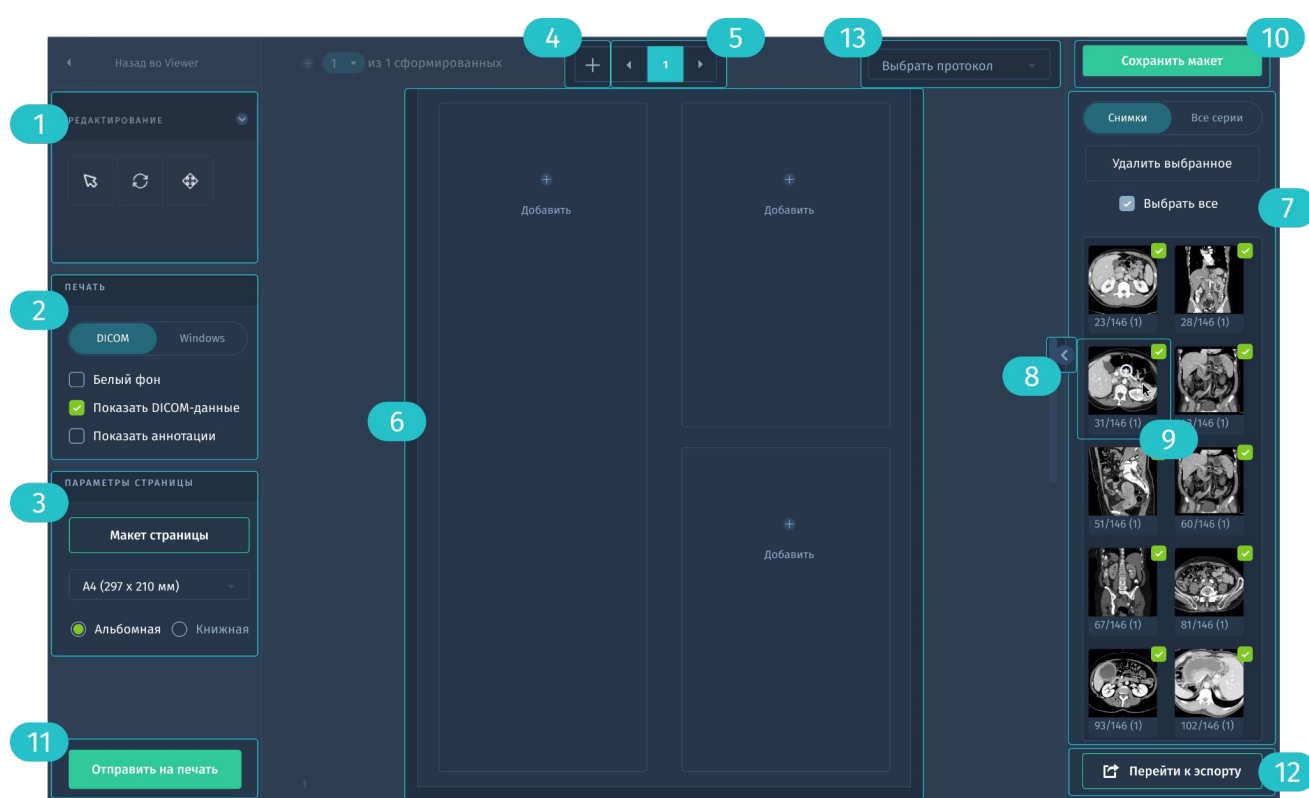 4
5
13
10
Назад во Viewer
1
из 1 сформированных
1
Выбрать протокол
Сохранить макет
1
РЕДАКТИРОВАНИЕ
Снимки
Все серии
Удалить выбранное
Выбрать все
7
Добавить
Добавить
2
ПЕЧАТЬ
DICOM
Windows
Белый фон
Показать DICOM-данные
Показать аннотации
23/146 (1)
28/146 (1)
8
6
31/146 (1)
9
3
ПАРАМЕТРЫ СТРАНИЦЫ
Макет страницы
A4 (297 x 210 мм)
Альбомная
Книжная
Добавить
51/146 (1)
60/146 (1)
67/146 (1)
81/146 (1)
93/146 (1)
102/146 (1)
11
Отправить на печать
1
Перейти к эспорту
12